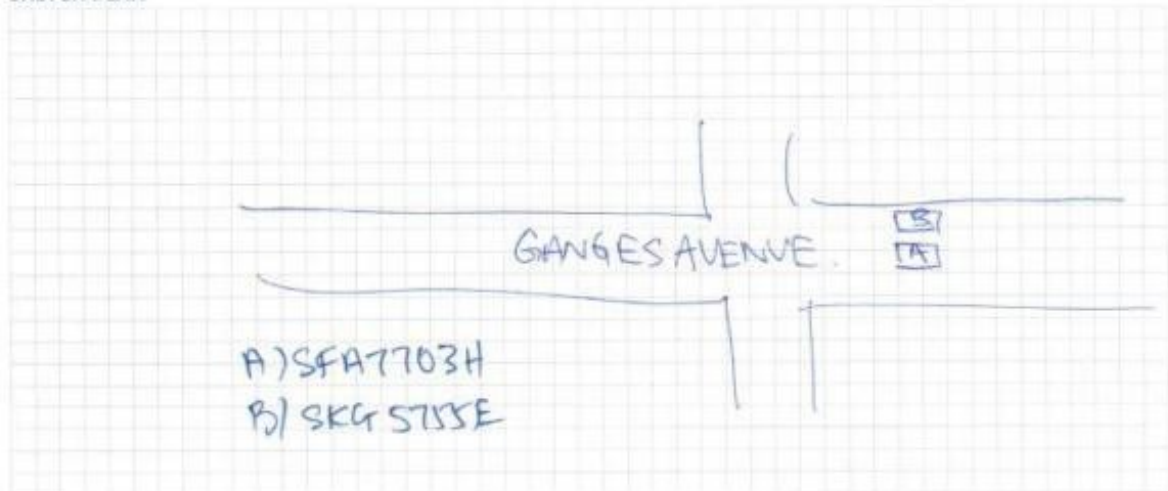 B
GANGES AVENUE.
A
A) SFA7703H
B) SKG 5755E